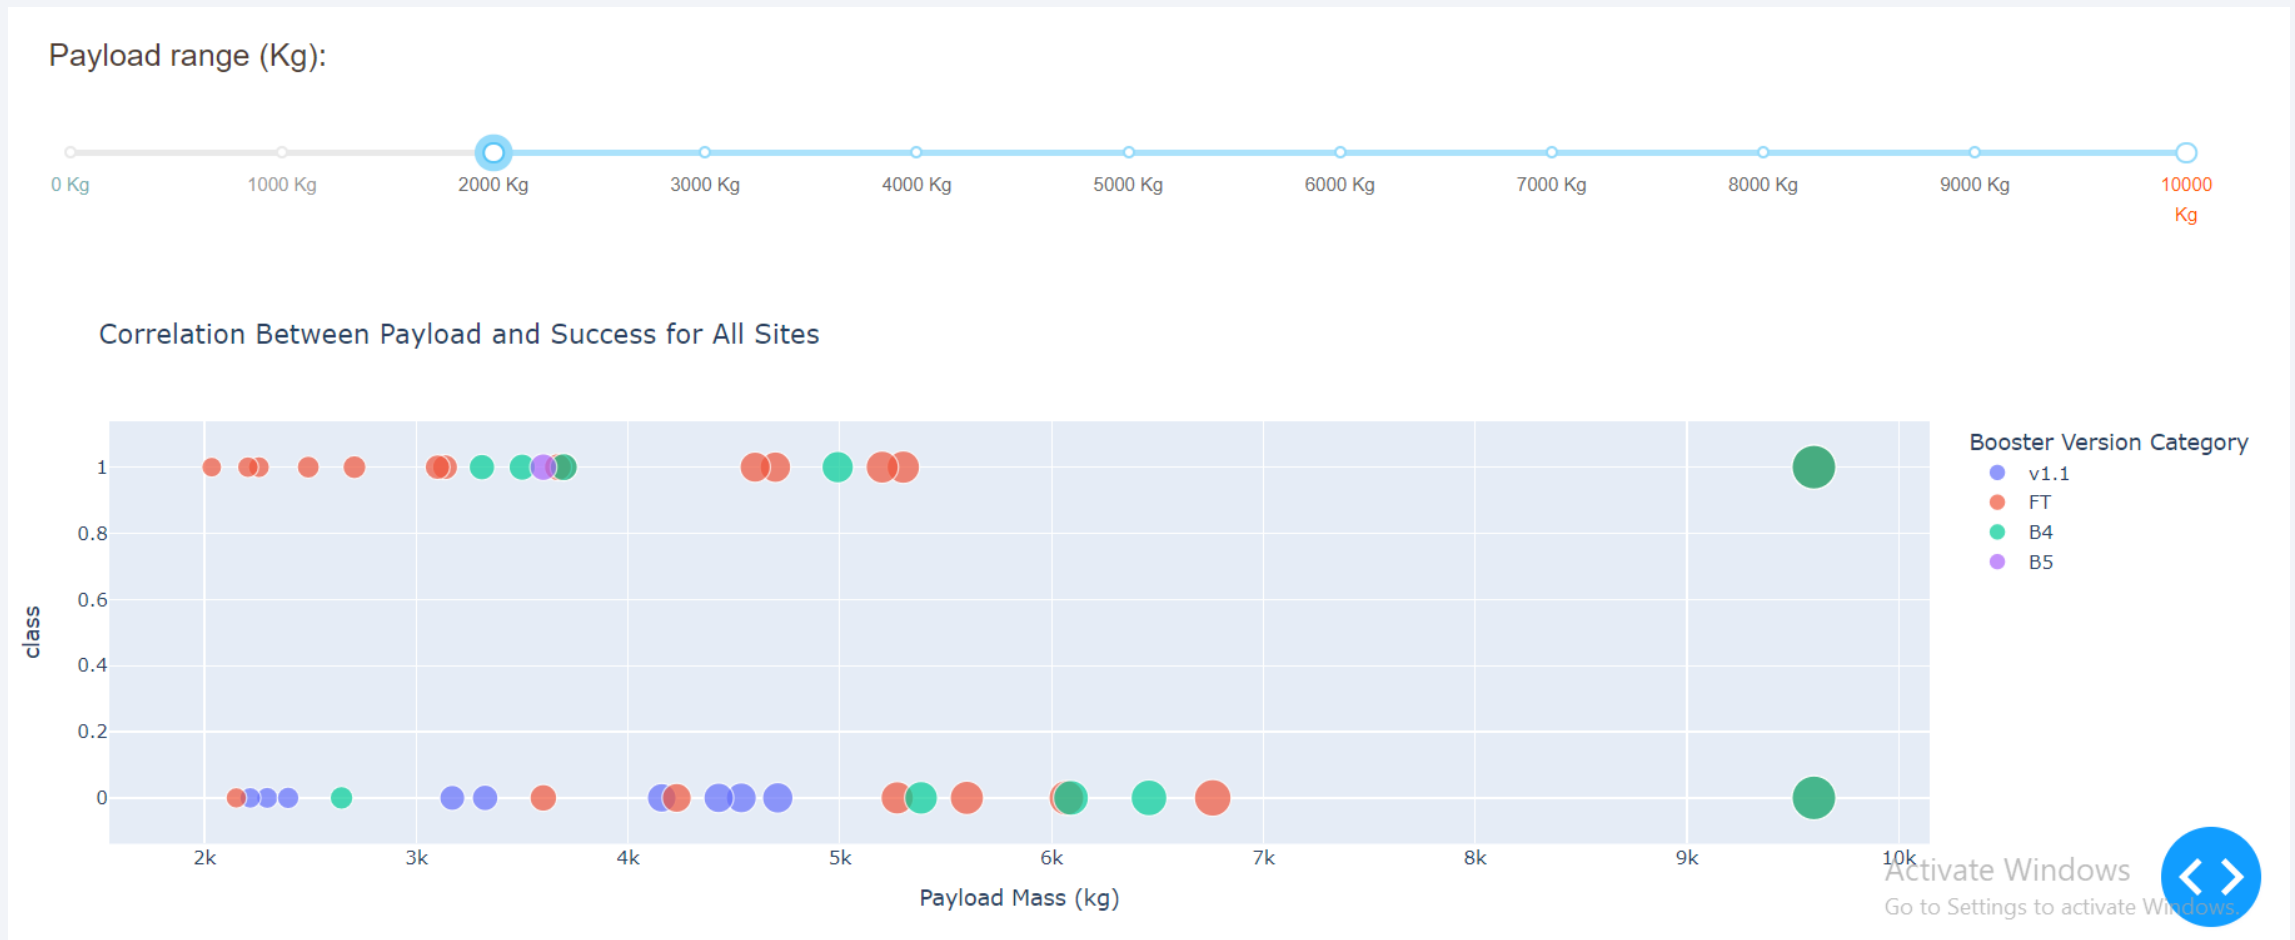 Payload range (Kg):
0 Kg 1000 Kg 2000 Kg 3000 Kg 4000 Kg 5000 Kg 6000 Kg 7000 Kg 8000 Kg 9000 Kg 10000
Kg
Correlation Between Payload and Success for All Sites
Booster Version Category
v1.1
FT
B4
B5
1
0.8
0.6
0.4
0.2
0
class
2k 3k 4k 5k 6k 7k 8k 9k 10k
Payload Mass (kg)
Activate Windows
Go to Settings to activate Windows.